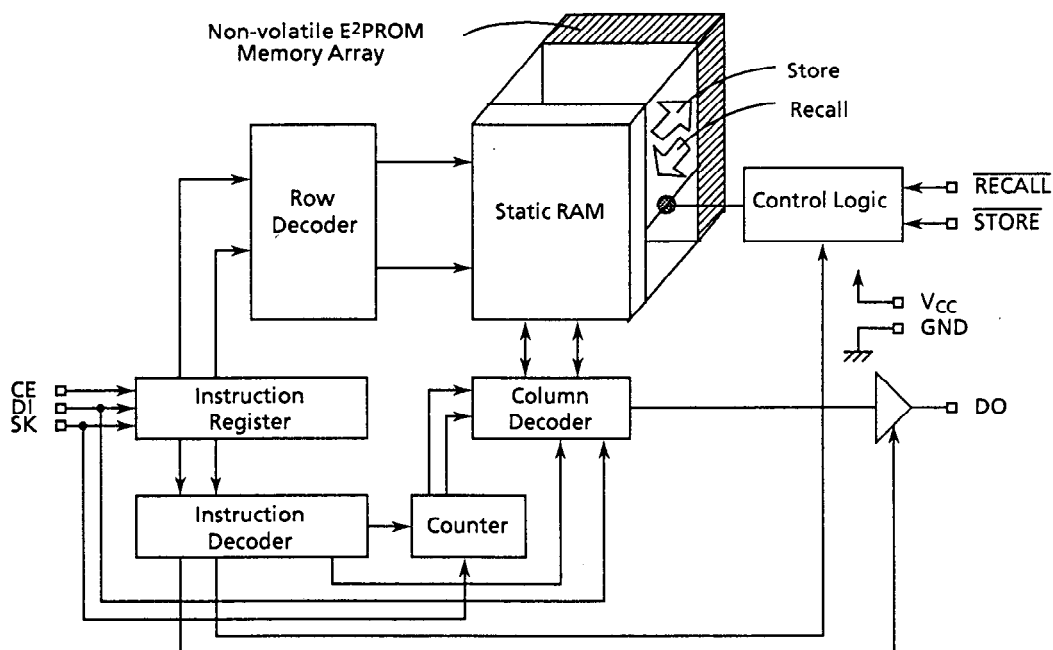 Non-volatile E²PROM
Memory Array
Store
Recall
Row
Decoder
Static RAM
Control Logic
RECALL
STORE
VCC
GND
CE
DI
SK
Instruction
Register
Column
Decoder
DO
Instruction
Decoder
Counter